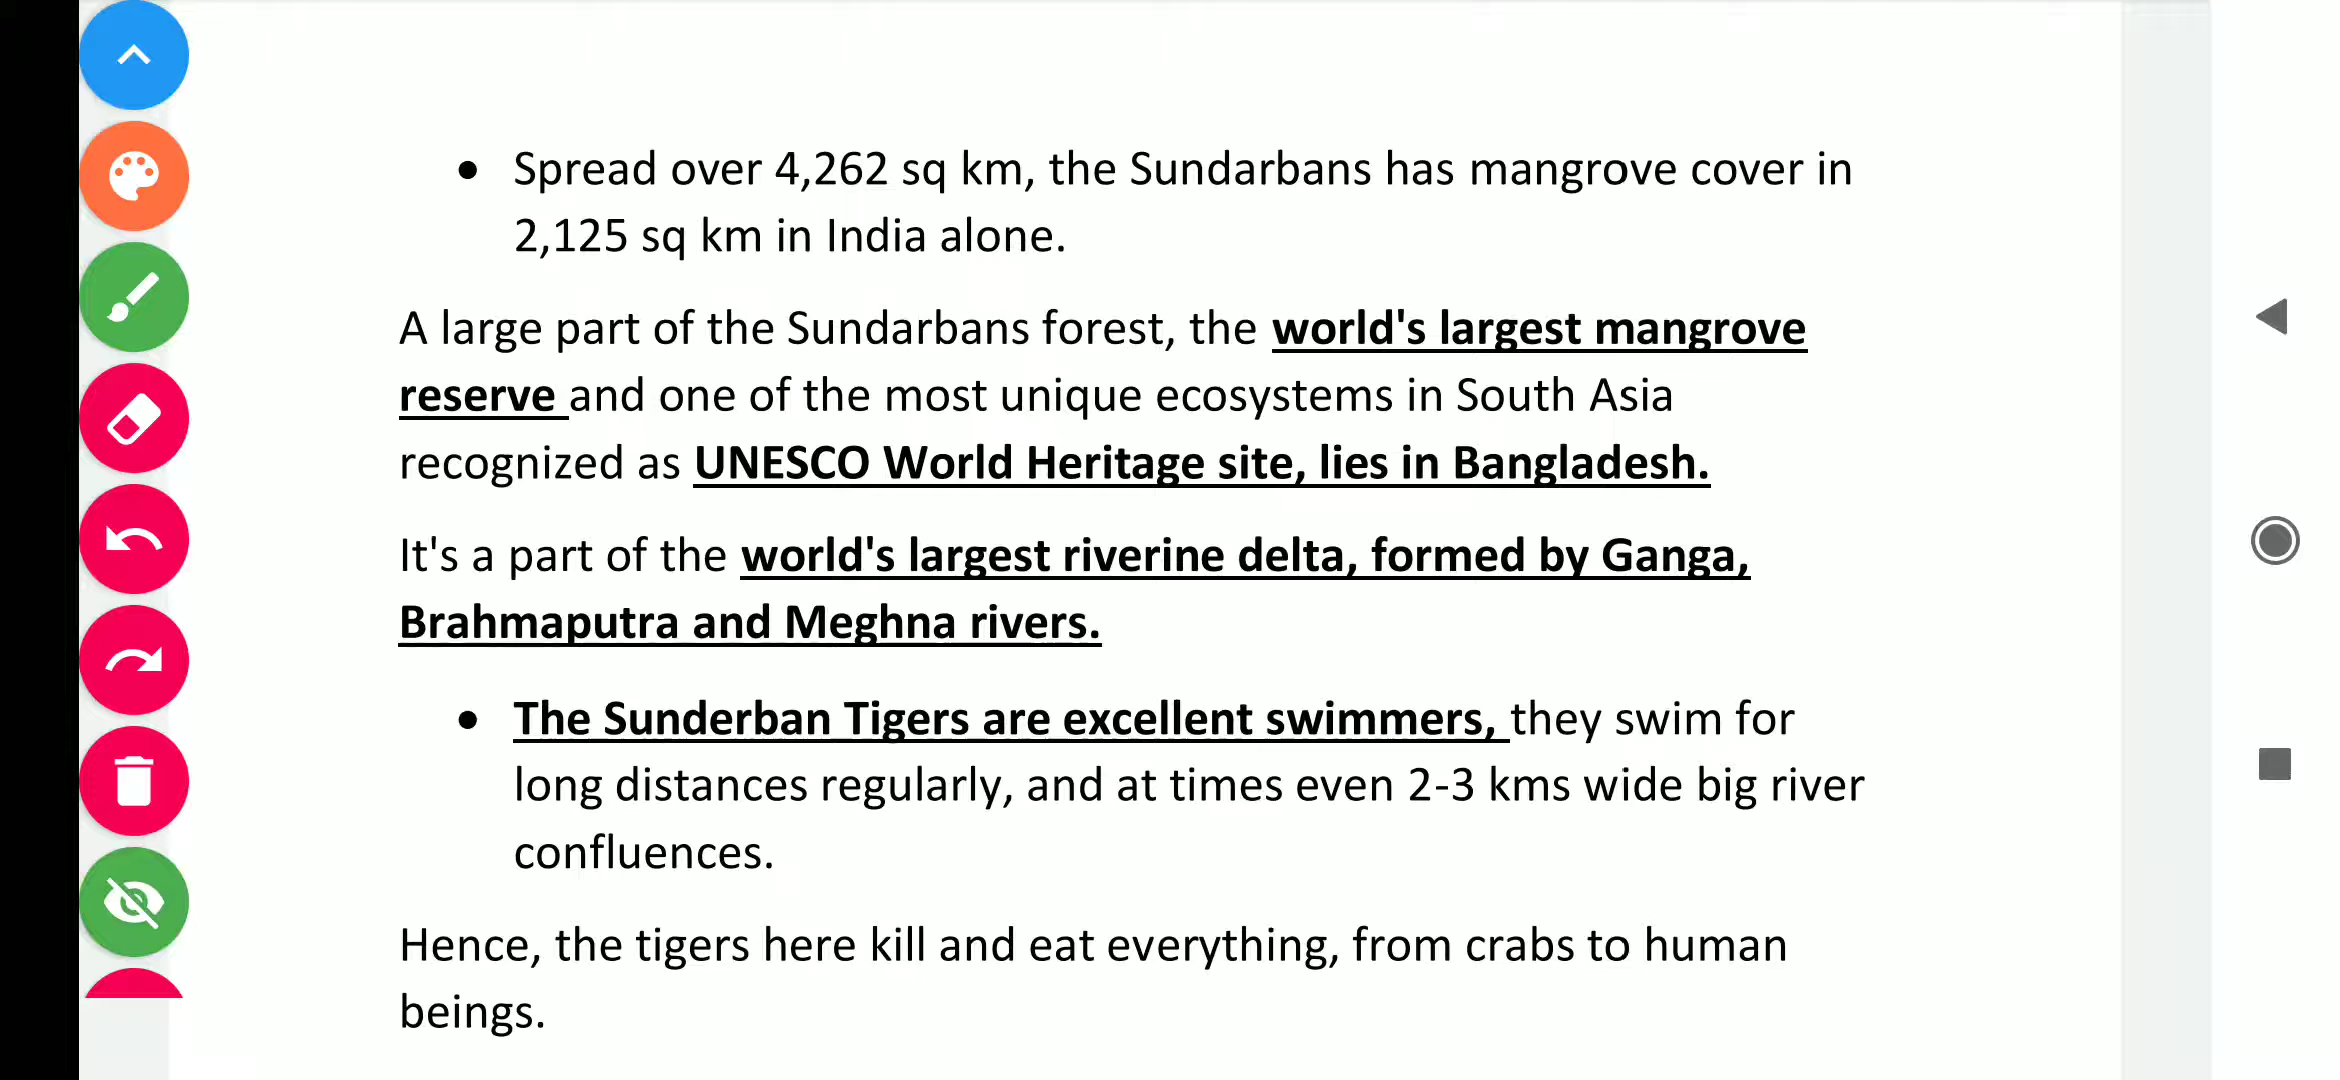 • Spread over 4,262 sq km, the Sundarbans has mangrove cover in
2,125 sq km in India alone.
A large part of the Sundarbans forest, the world's largest mangrove
reserve and one of the most unique ecosystems in South Asia
recognized as UNESCO World Heritage site, lies in Bangladesh.
It's a part of the world's largest riverine delta, formed by Ganga,
Brahmaputra and Meghna rivers.
• The Sunderban Tigers are excellent swimmers, they swim for
long distances regularly, and at times even 2-3 kms wide big river
confluences.
Hence, the tigers here kill and eat everything, from crabs to human
beings.